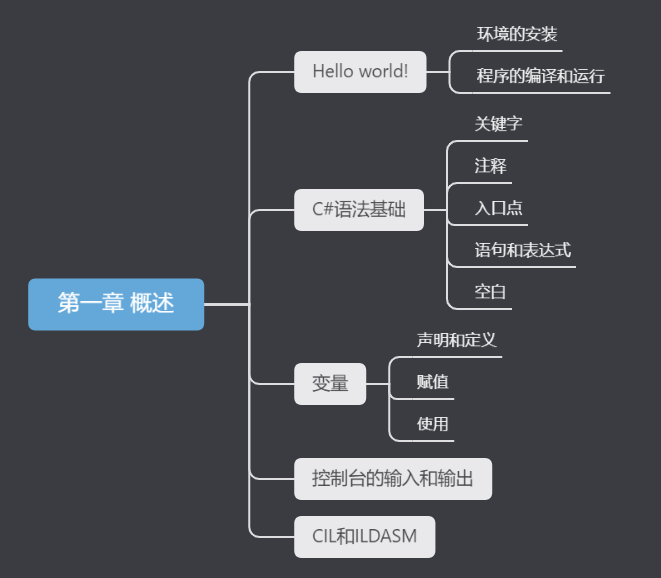 第一章 概述
Hello world!
环境的安装
程序的编译和运行
C#语法基础
关键字
注释
入口点
语句和表达式
空白
变量
声明和定义
赋值
使用
控制台的输入和输出
CIL和ILDASM